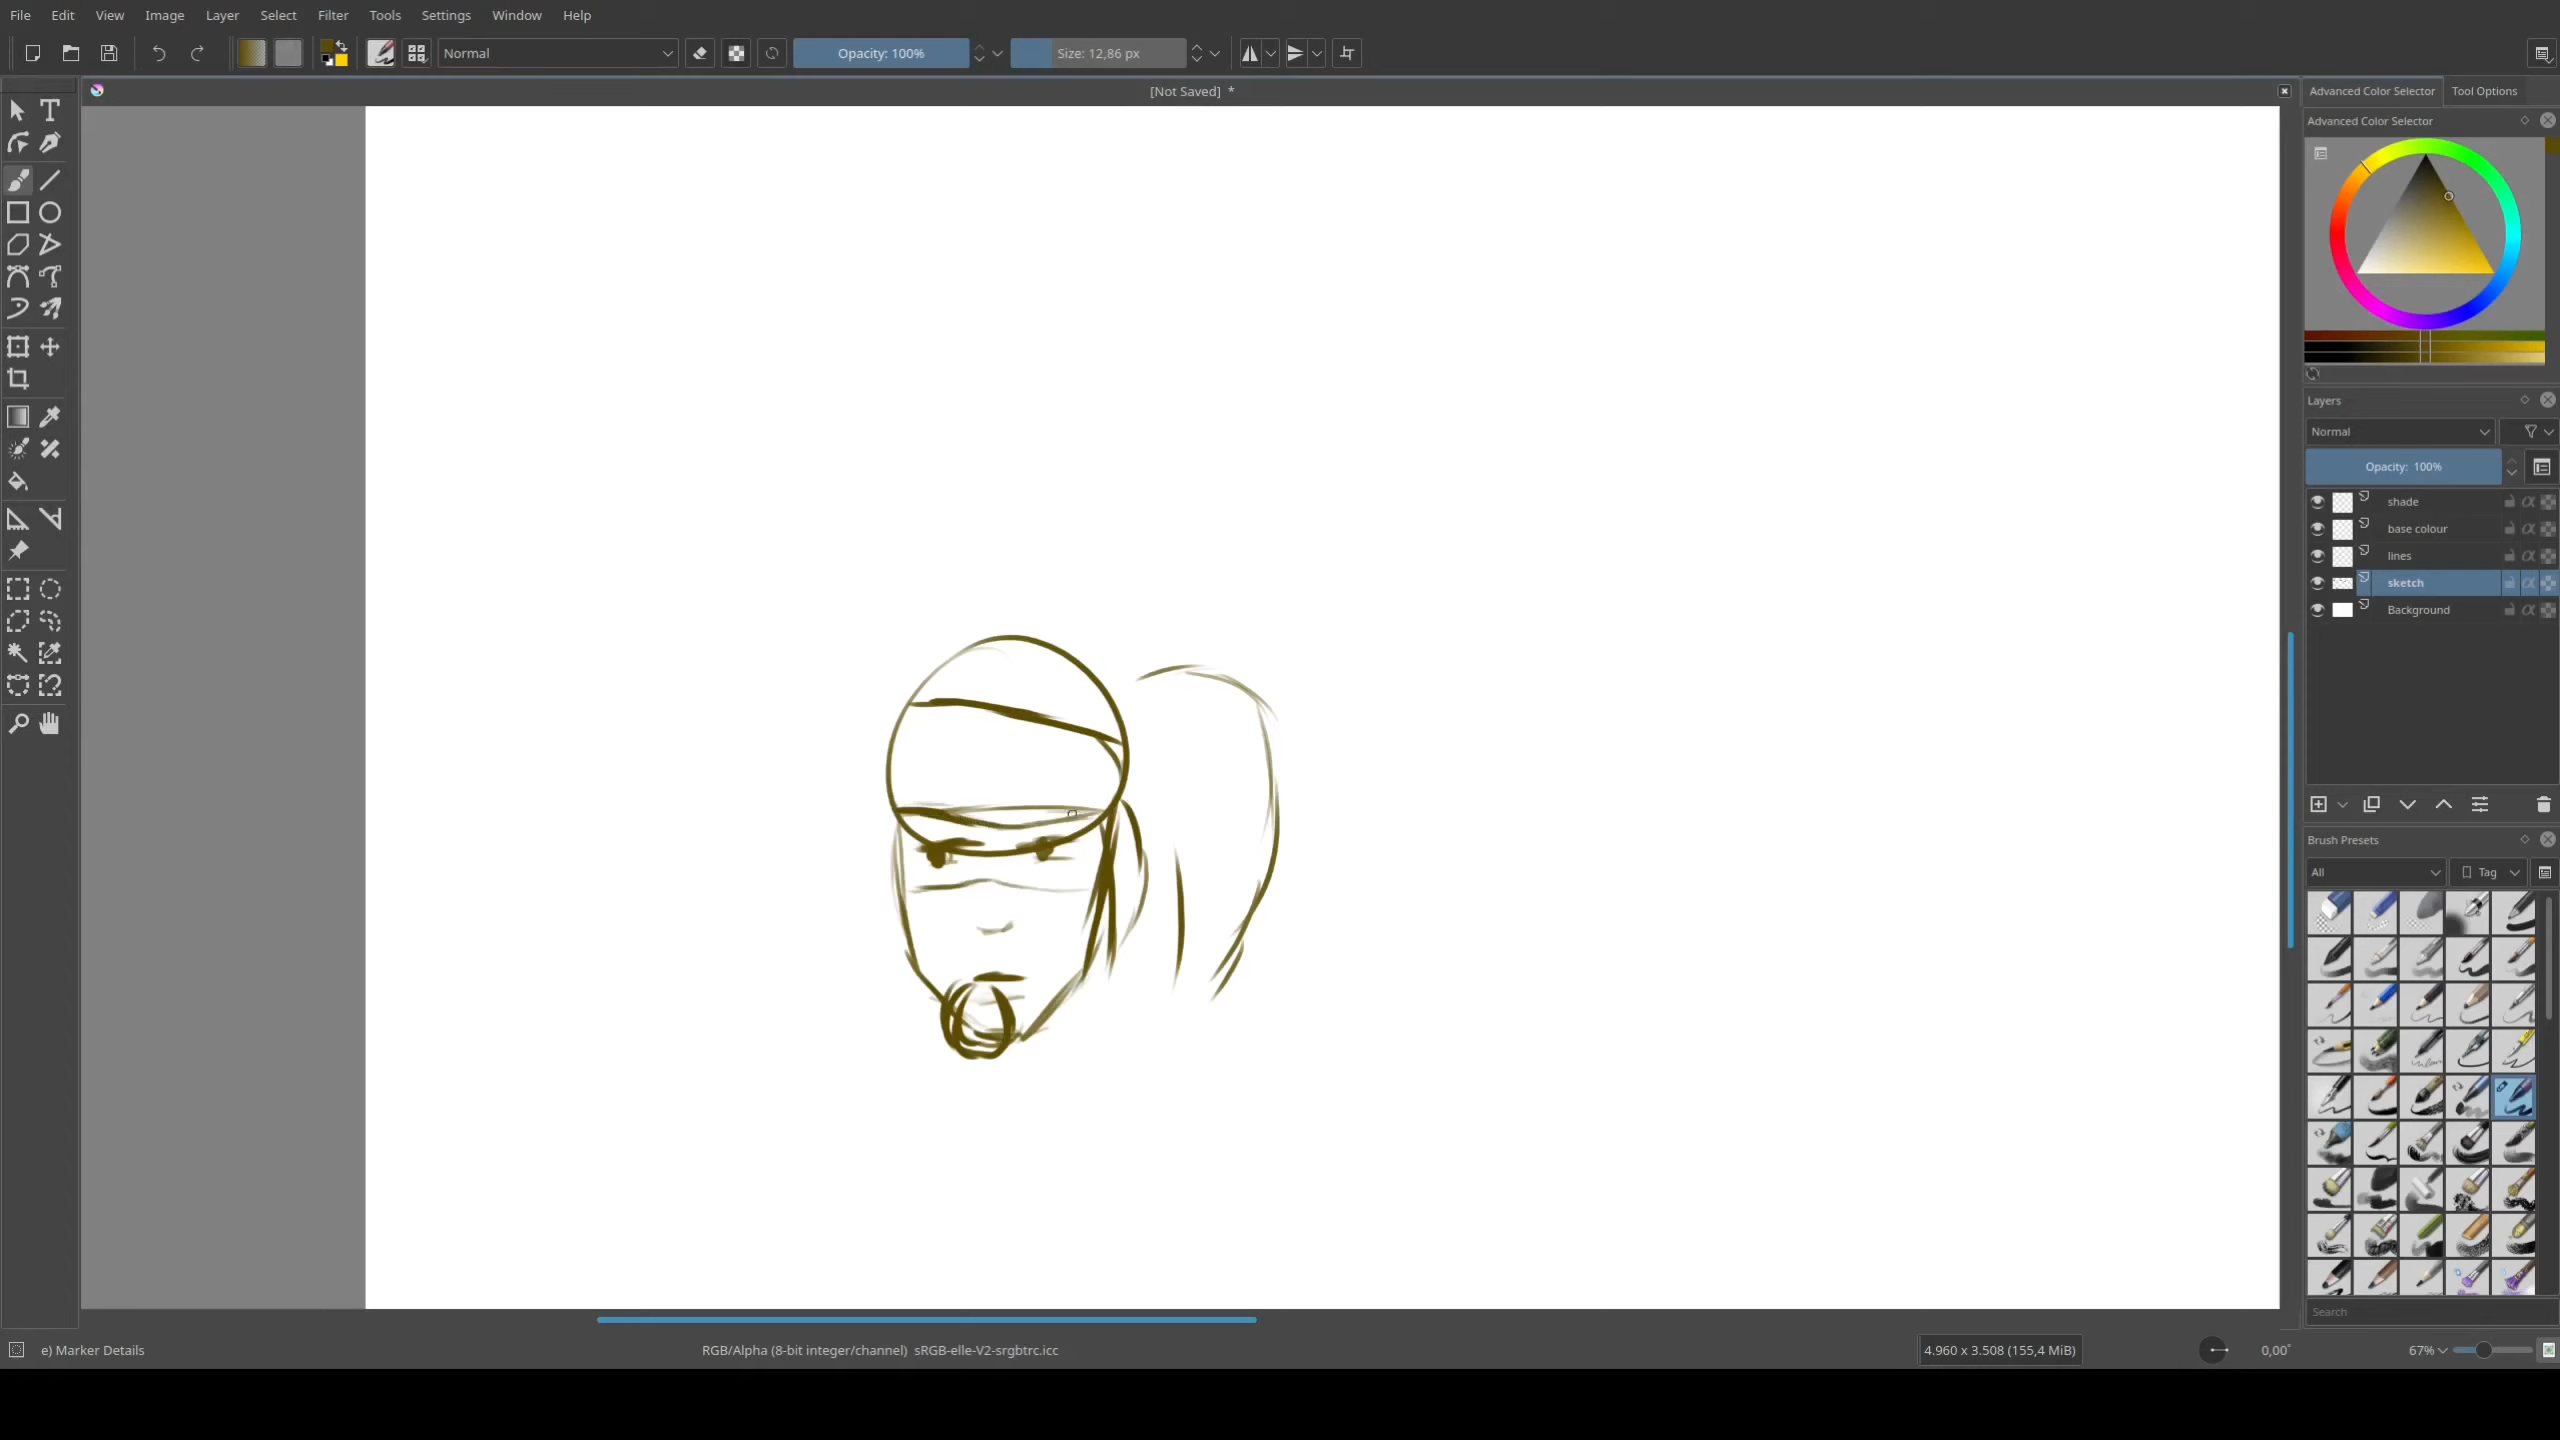 File Edit View Image Layer Select Filter Tools Settings Window Help
Normal Opacity: 100% Size: 12,86 px
[Not Saved] *
Advanced Color Selector Tool Options
Advanced Color Selector
Layers
Normal
Opacity: 100%
shade
base colour
lines
sketch
Background
Brush Presets
All Tag
Search
e) Marker Details RGB/Alpha (8-bit integer/channel) sRGB-elle-V2-srgbtrc.icc 4.960 x 3.508 (155,4 MiB) 0,00° 67%